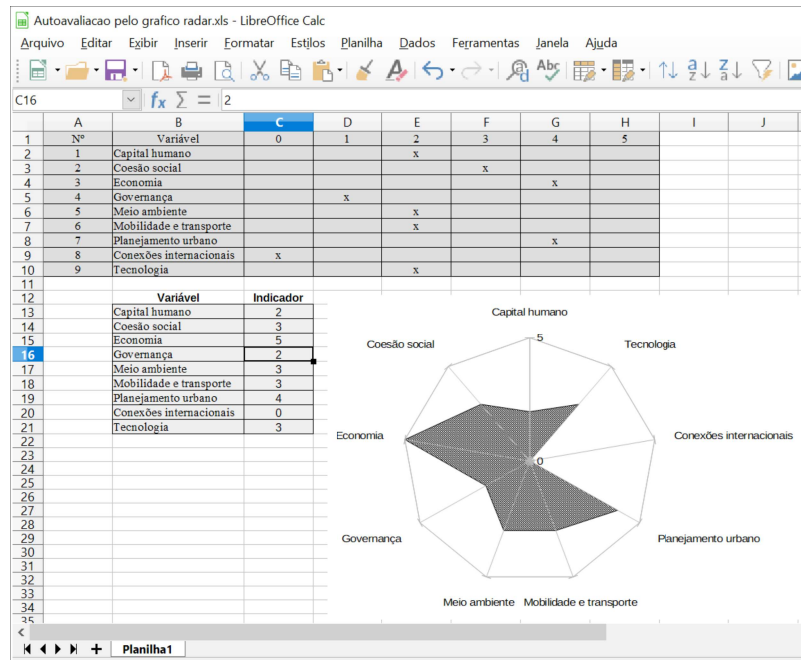 Autoavaliacao pelo grafico radar.xls - LibreOffice Calc
Arquivo Editar Exibir Inserir Formatar Estilos Planilha Dados Ferramentas Janela Ajuda
C16 fx Σ = 2
A B C D E F G H I J
1 Nº Variável 0 1 2 3 4 5
2 1 Capital humano x
3 2 Coesão social x
4 3 Economia x
5 4 Governança x
6 5 Meio ambiente x
7 6 Mobilidade e transporte x
8 7 Planejamento urbano x
9 8 Conexões internacionais x
10 9 Tecnologia x
11
12 Variável Indicador
13 Capital humano 2
14 Coesão social 3
15 Economia 5
16 Governança 2
17 Meio ambiente 3
18 Mobilidade e transporte 3
19 Planejamento urbano 4
20 Conexões internacionais 0
21 Tecnologia 3
22
23
24
25
26
27
28
29
30
31
32
33
34
35
Capital humano
5
Coesão social
Tecnologia
Economia
Conexões internacionais
0
Governança
Planejamento urbano
Meio ambiente
Mobilidade e transporte
Planilha1